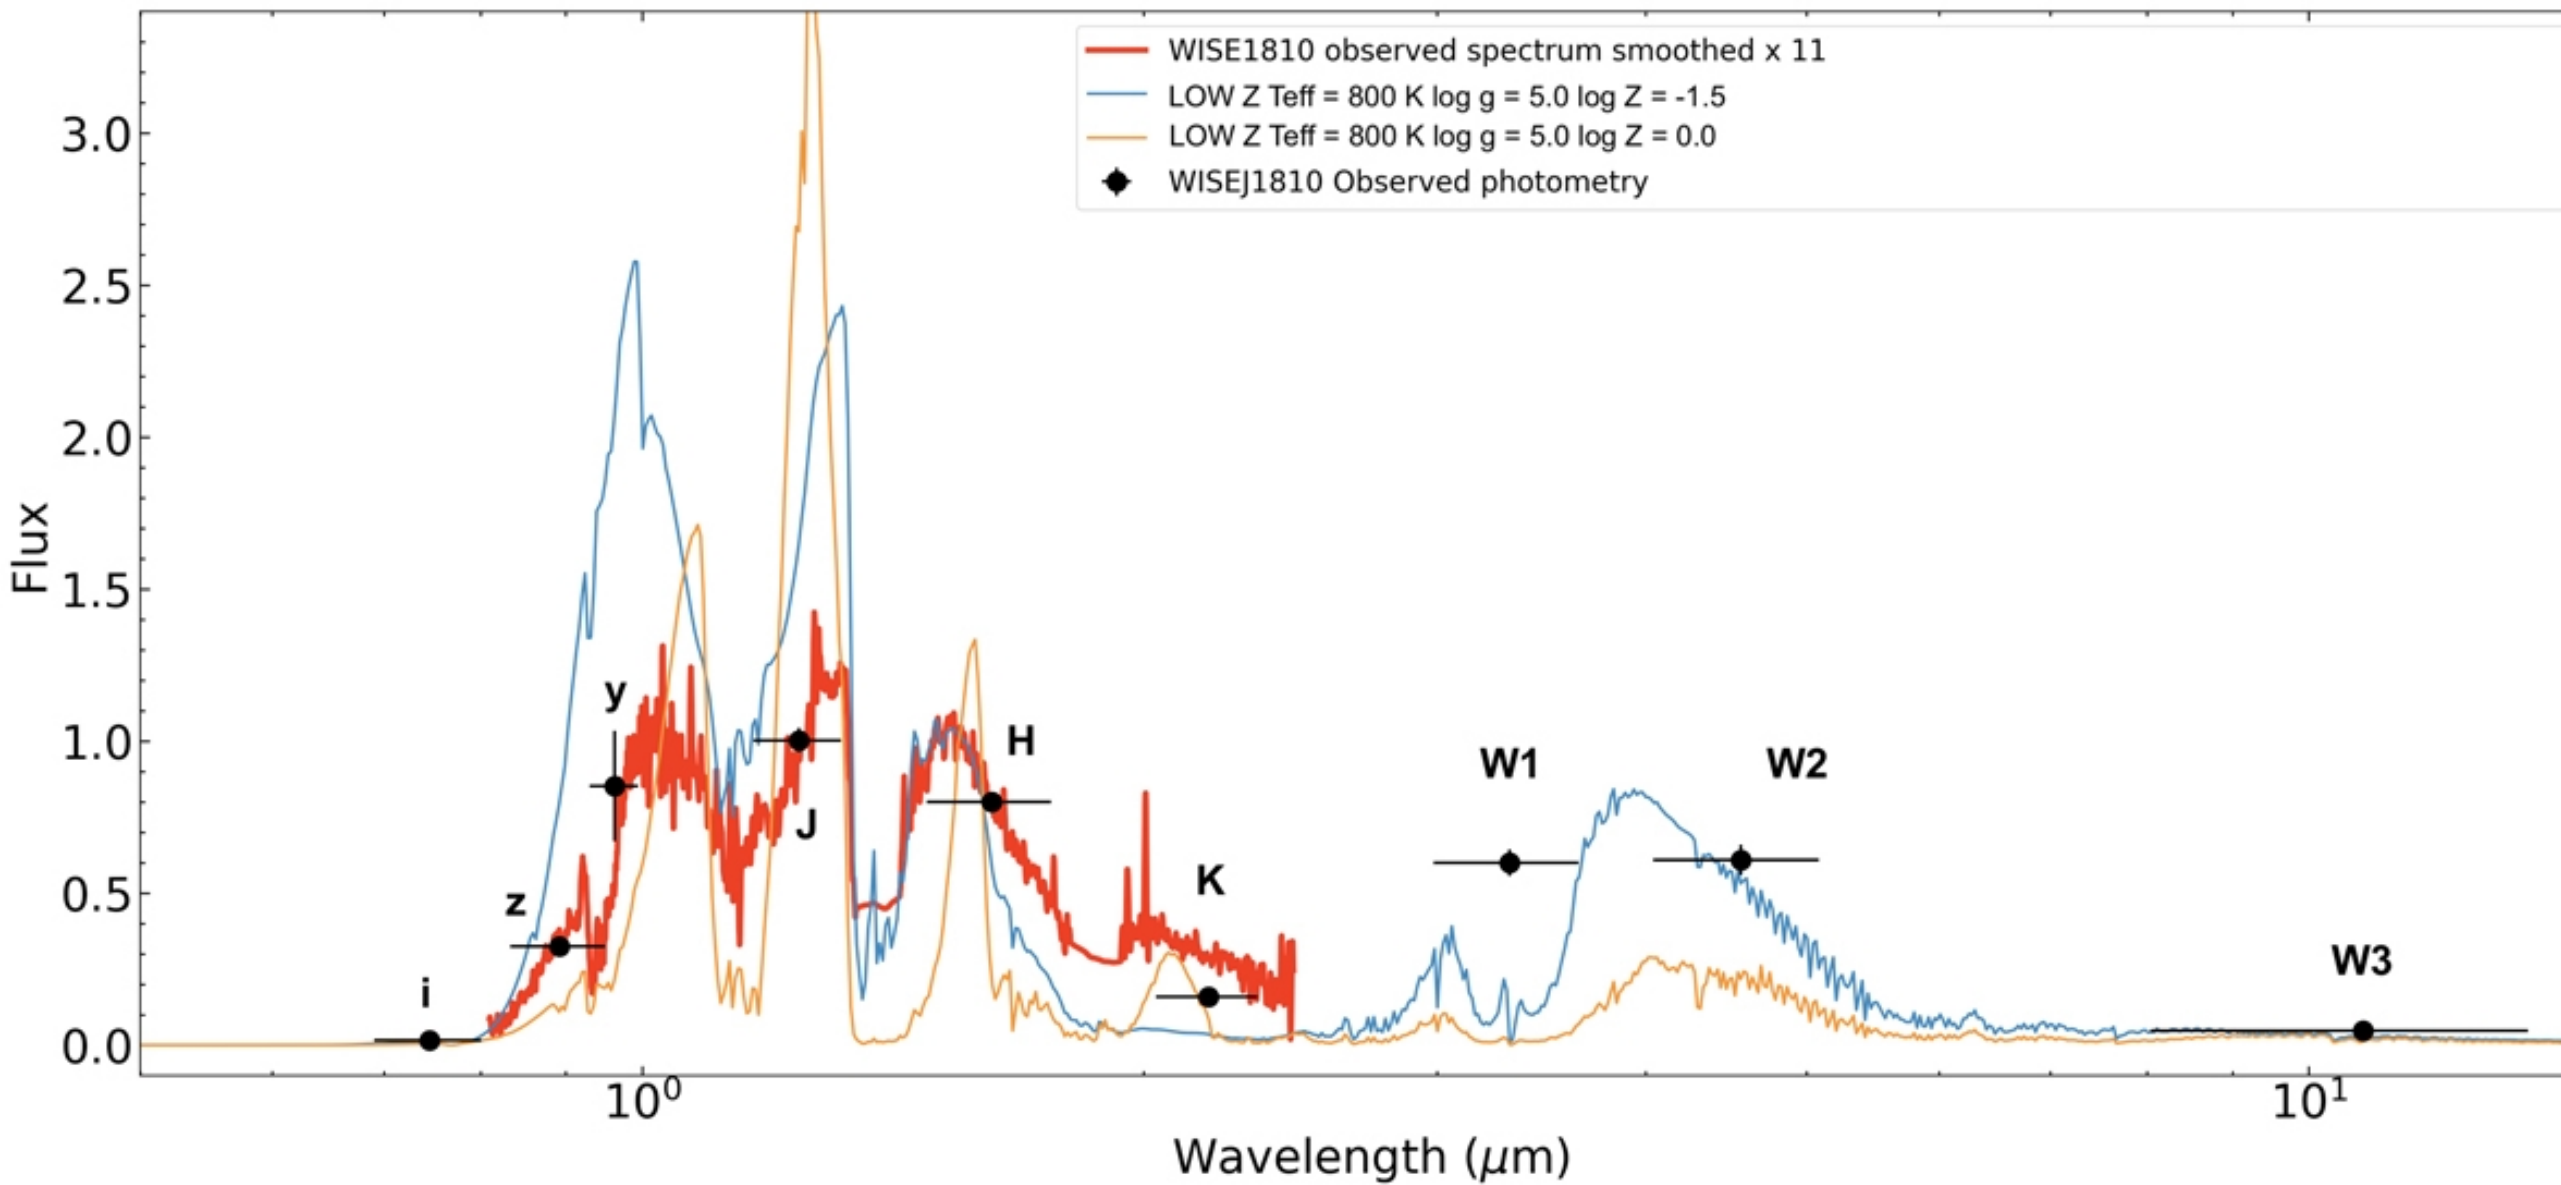 WISE1810 observed spectrum smoothed x 11
LOW Z Teff = 800 K log g = 5.0 log Z = -1.5
LOW Z Teff = 800 K log g = 5.0 log Z = 0.0
WISEJ1810 Observed photometry
3.0
2.5
2.0
1.5
1.0
0.5
0.0
Flux
i
z
y
J
H
K
W1
W2
W3
10⁰
10¹
Wavelength (μm)